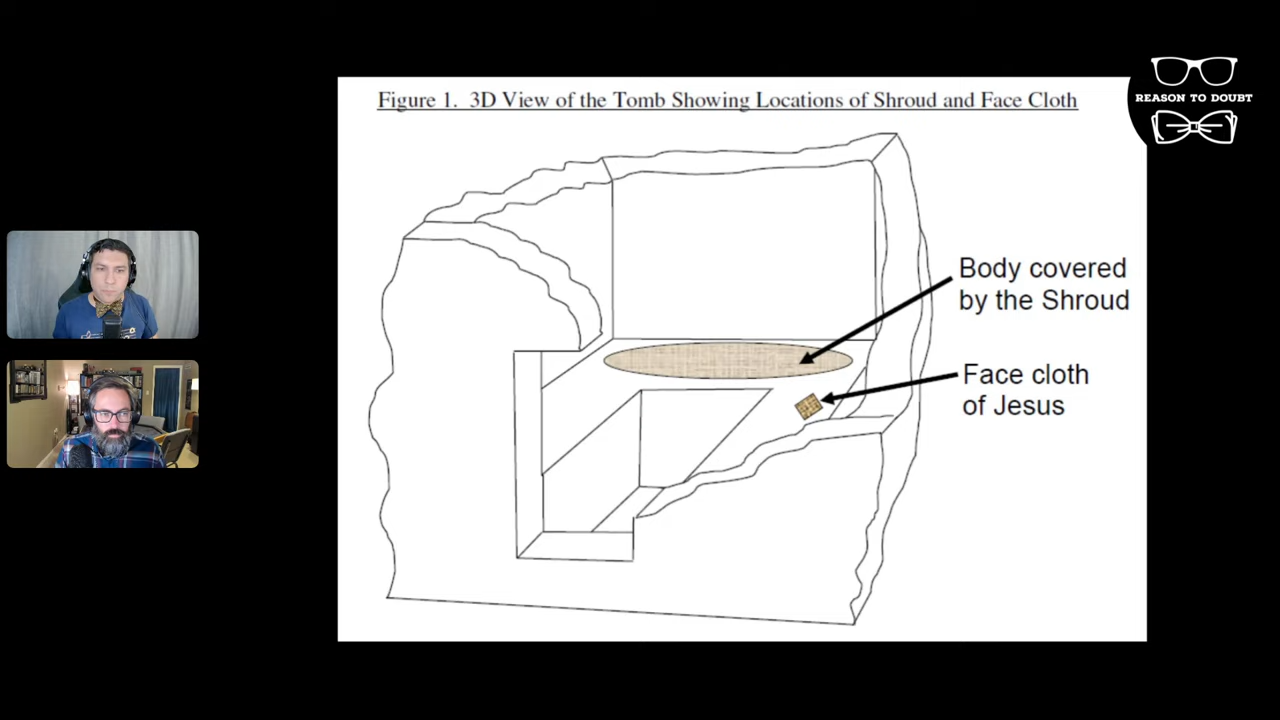 Figure 1. 3D View of the Tomb Showing Locations of Shroud and Face Cloth
REASON TO DOUBT
Body covered
by the Shroud
Face cloth
of Jesus